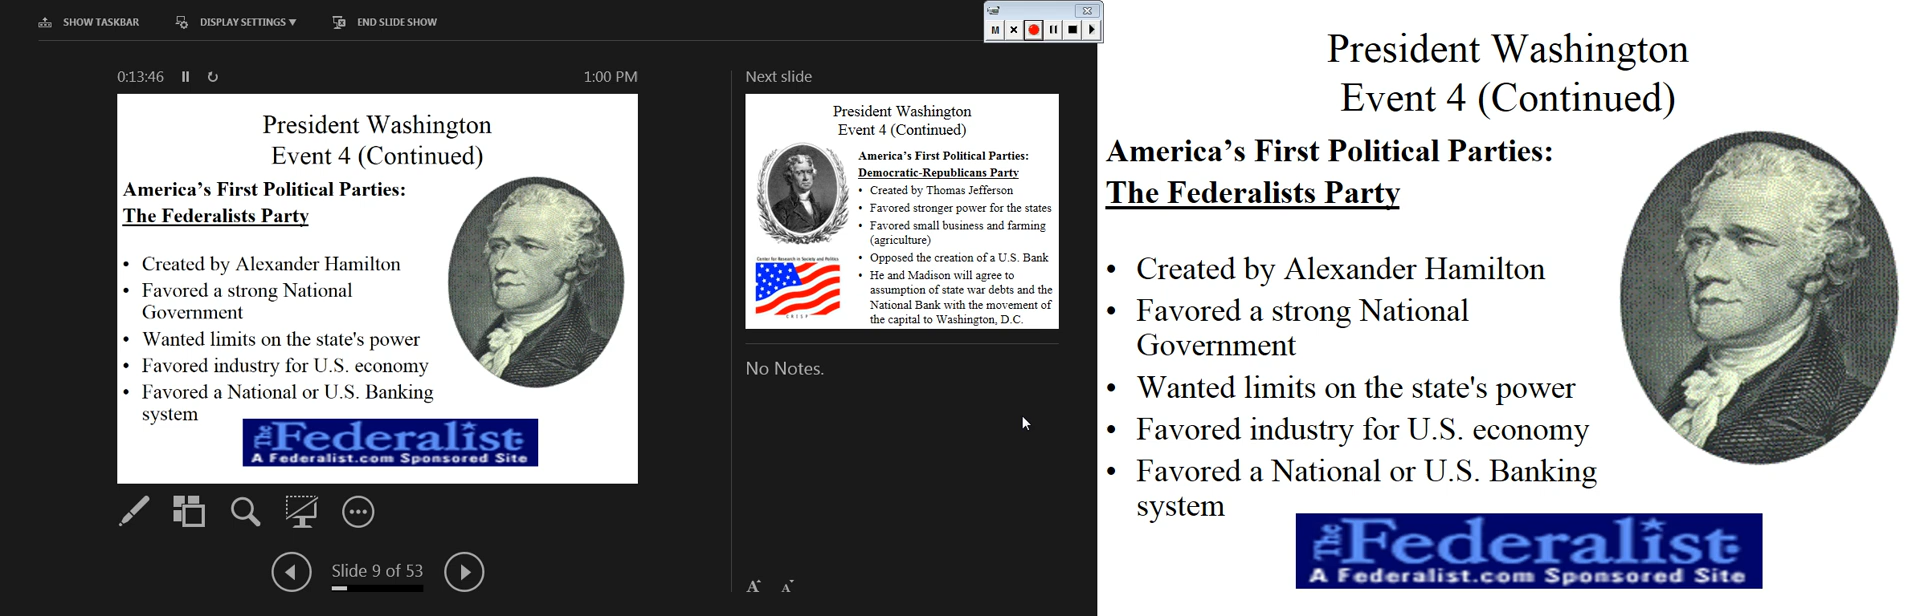 SHOW TASKBAR
DISPLAY SETTINGS ▼
END SLIDE SHOW
M
0:13:46
1:00 PM
President Washington
Event 4 (Continued)
America's First Political Parties:
The Federalists Party
• Created by Alexander Hamilton
• Favored a strong National
Government
• Wanted limits on the state's power
• Favored industry for U.S. economy
• Favored a National or U.S. Banking
system
The Federalist
A Federalist.com Sponsored Site
Slide 9 of 53
Next slide
President Washington
Event 4 (Continued)
America's First Political Parties:
Democratic-Republicans Party
• Created by Thomas Jefferson
• Favored stronger power for the states
• Favored small business and farming
(agriculture)
• Opposed the creation of a U.S. Bank
• He and Madison will agree to
assumption of state war debts and the
National Bank with the movement of
the capital to Washington, D.C.
Center for Research in Society and Politics
C R I S P
No Notes.
A A
President Washington
Event 4 (Continued)
America's First Political Parties:
The Federalists Party
• Created by Alexander Hamilton
• Favored a strong National
Government
• Wanted limits on the state's power
• Favored industry for U.S. economy
• Favored a National or U.S. Banking
system
The Federalist
A Federalist.com Sponsored Site